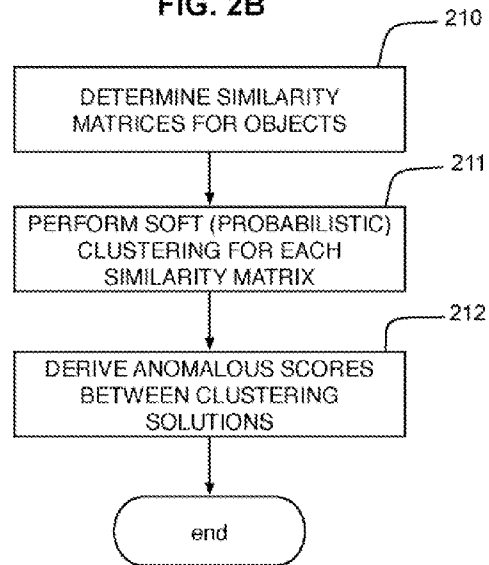 FIG. 2B
210
DETERMINE SIMILARITY
MATRICES FOR OBJECTS
211
PERFORM SOFT (PROBABILISTIC)
CLUSTERING FOR EACH
SIMILARITY MATRIX
212
DERIVE ANOMALOUS SCORES
BETWEEN CLUSTERING
SOLUTIONS
end